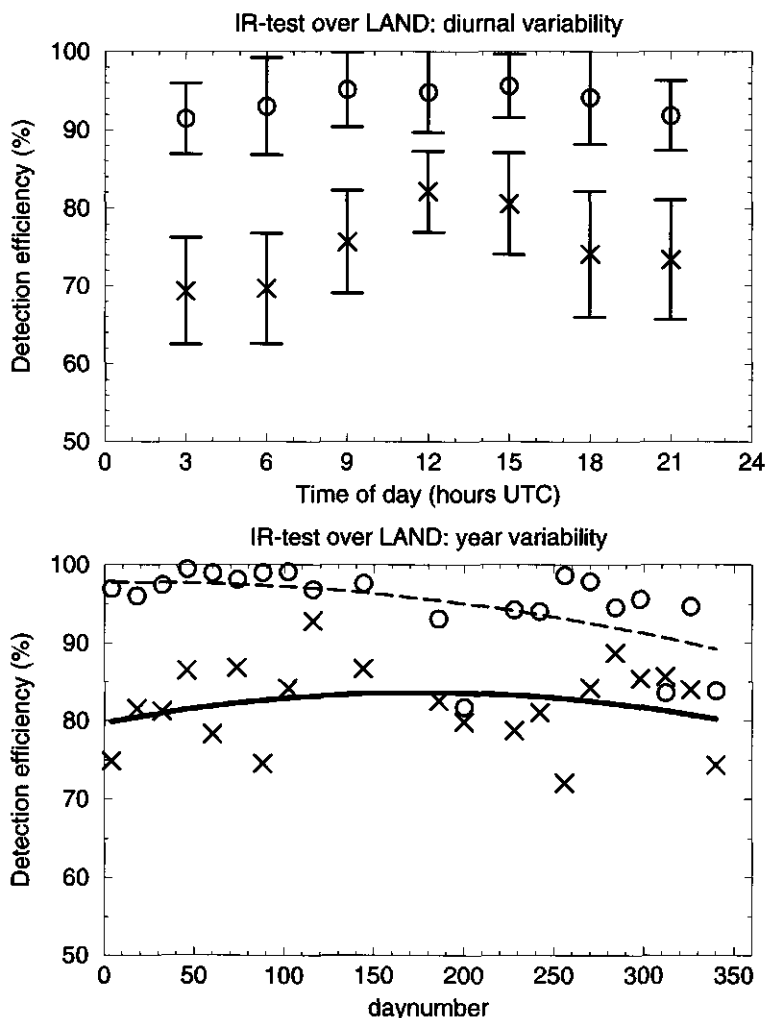 IR-test over LAND: diurnal variability
100
90
80
70
60
50
Detection efficiency (%)
0 3 6 9 12 15 18 21 24
Time of day (hours UTC)
IR-test over LAND: year variability
100
90
80
70
60
50
Detection efficiency (%)
0 50 100 150 200 250 300 350
daynumber